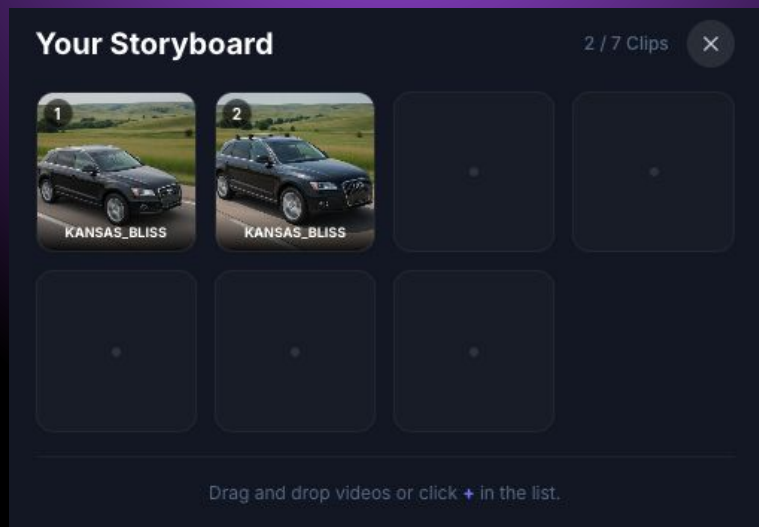 Your Storyboard
2 / 7 Clips
1
2
KANSAS_BLISS
KANSAS_BLISS
Drag and drop videos or click + in the list.